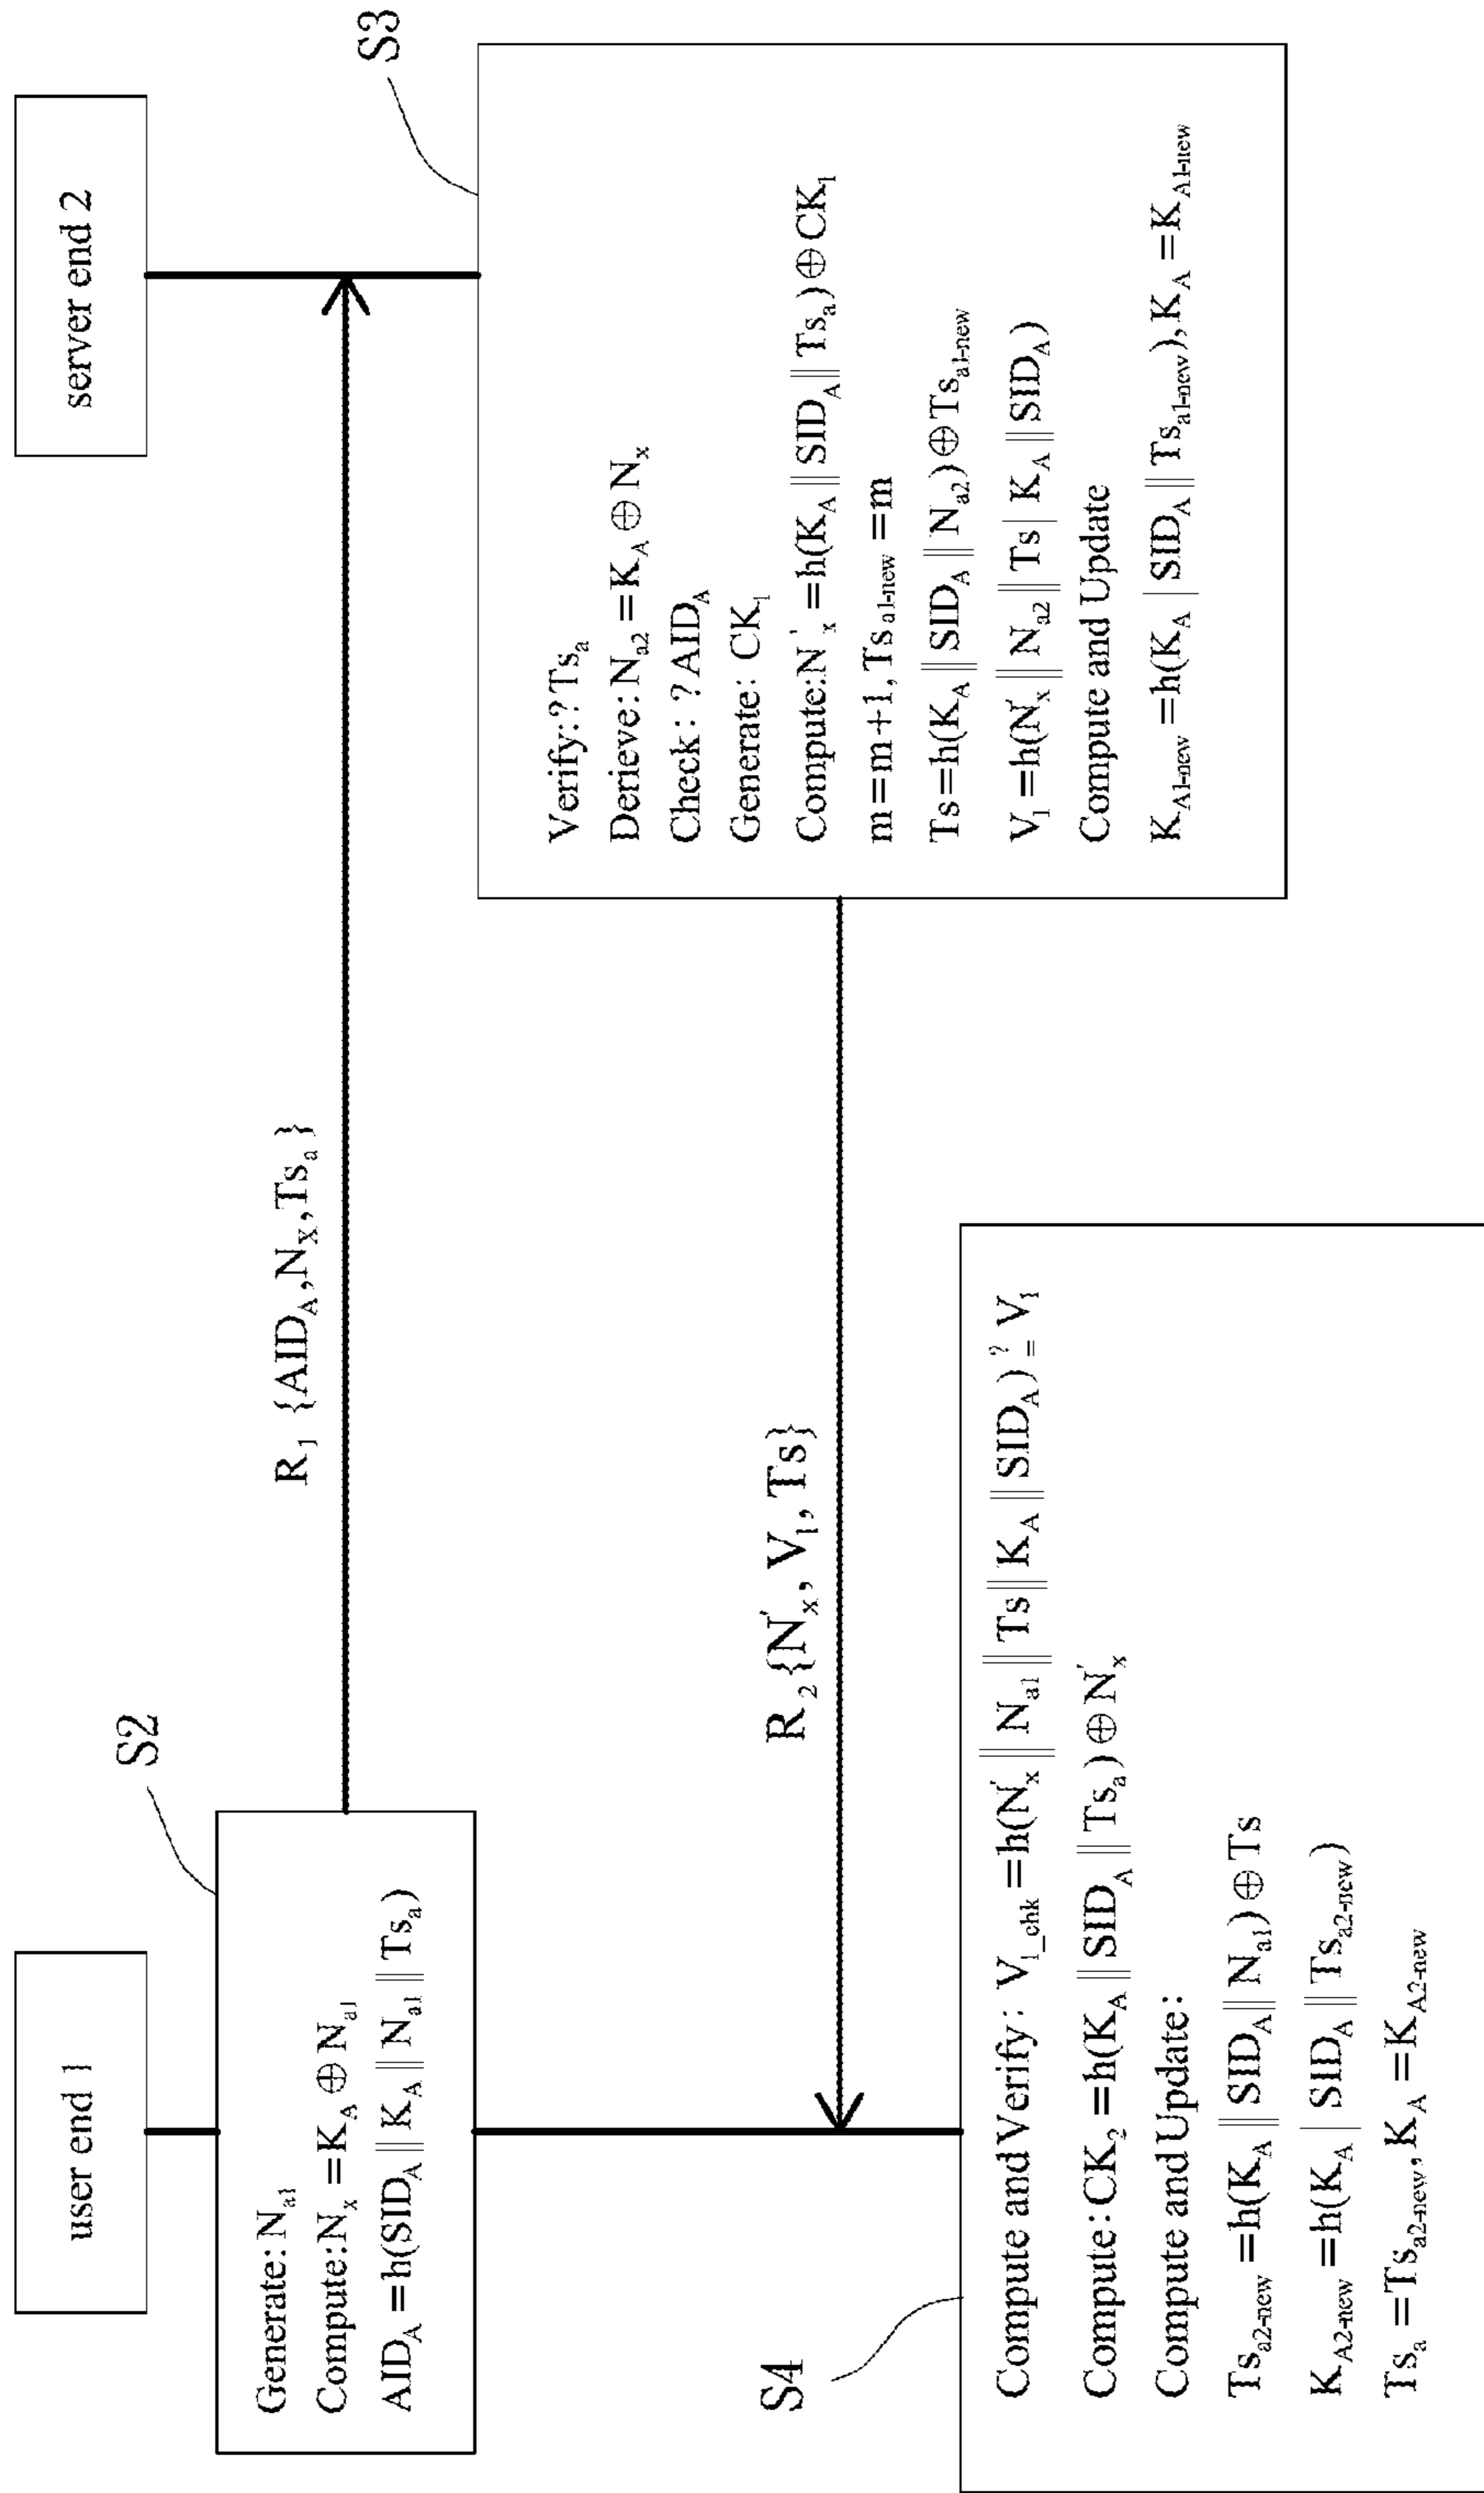 user end 1
server end 2
S2
Generate: N_a1
Compute: N_x = K_A ⊕ N_a1
AID_A = h(SID_A || K_A || N_a1 || Ts_a)
R_1 {AID_A, N_x, Ts_a}
S3
Verify: ? Ts_a
Derieve: N_a2 = K_A ⊕ N_x
Check : ? AID_A
Generate: CK_1
Compute: N'_x = h(K_A || SID_A || Ts_a) ⊕ CK_1
m = m+1, Ts_a1-new = m
Ts = h(K_A || SID_A || N_a2) ⊕ Ts_a1-new
V_1 = h(N'_x || N_a2 || Ts | K_A || SID_A)
Compute and Update
K_A1-new = h(K_A | SID_A || Ts_a1-new), K_A = K_A1-new
R_2 {N'_x, V_1, Ts}
S4
Compute and Verify: V_1_chk = h(N'_x || N_a1 || Ts || K_A || SID_A) ?= V_1
Compute: CK_2 = h(K_A || SID_A || Ts_a) ⊕ N'_x
Compute and Update:
Ts_a2-new = h(K_A || SID_A || N_a1) ⊕ Ts
K_A2-new = h(K_A | SID_A || Ts_a2-new)
Ts_a = Ts_a2-new, K_A = K_A2-new